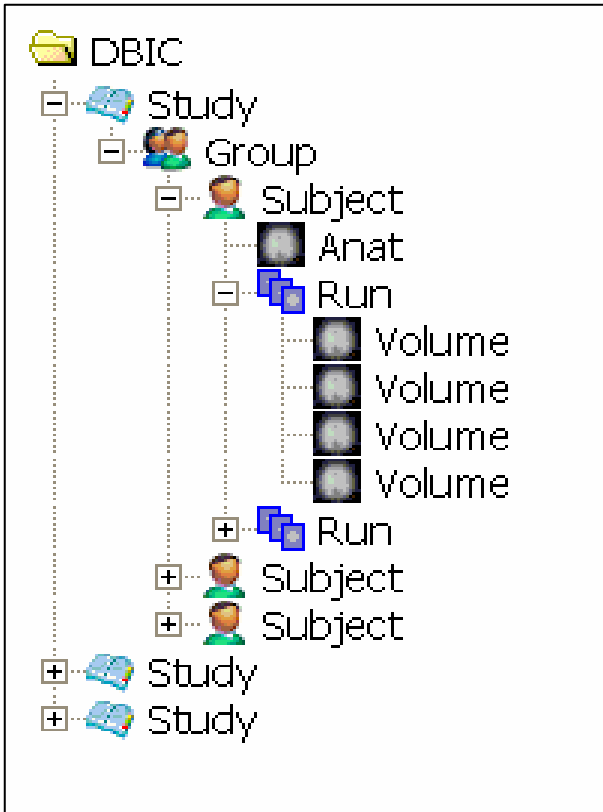 DBIC
Study
Group
Subject
Anat
Run
Volume
Volume
Volume
Volume
Run
Subject
Subject
Study
Study